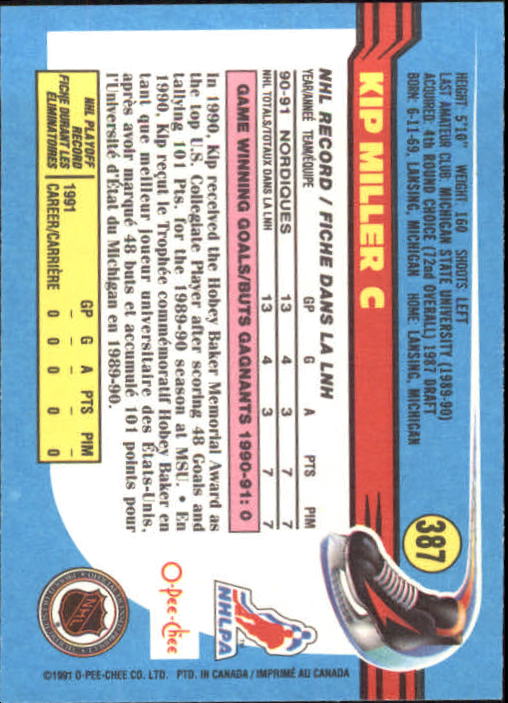 387
KIP MILLER C
HEIGHT: 5'10" WEIGHT: 160 SHOOTS: LEFT
LAST AMATEUR CLUB: MICHIGAN STATE UNIVERSITY (1989-90)
ACQUIRED: 4th ROUND CHOICE (72nd OVERALL) 1987 DRAFT
BORN: 6-11-69, LANSING, MICHIGAN HOME: LANSING, MICHIGAN
NHL RECORD / FICHE DANS LA LNH
YEAR/ANNÉE TEAM/ÉQUIPE GP G A PTS PIM
90-91 NORDIQUES 13 4 3 7 7
NHL TOTALS/TOTAUX DANS LA LNH 13 4 3 7 7
GAME WINNING GOALS/BUTS GAGNANTS 1990-91: 0
In 1990, Kip received the Hobey Baker Memorial Award as
the top U.S. Collegiate Player after scoring 48 Goals and
tallying 101 Pts. for the 1989-90 season at MSU. • En
1990, Kip reçut le Trophée commémoratif Hobey Baker en
tant que meilleur joueur universitaire des États-Unis,
après avoir marqué 48 buts et accumulé 101 points pour
l'Université d'État du Michigan en 1989-90.
NHL PLAYOFF
RECORD
FICHE DURANT LES
ÉLIMINATOIRES
GP G A PTS PIM
1991 – – – – –
CAREER/CARRIÈRE 0 0 0 0 0
NHLPA
TM
O-Pee-Chee
NHL
©1991 O-PEE-CHEE CO. LTD. PTD. IN CANADA / IMPRIMÉ AU CANADA